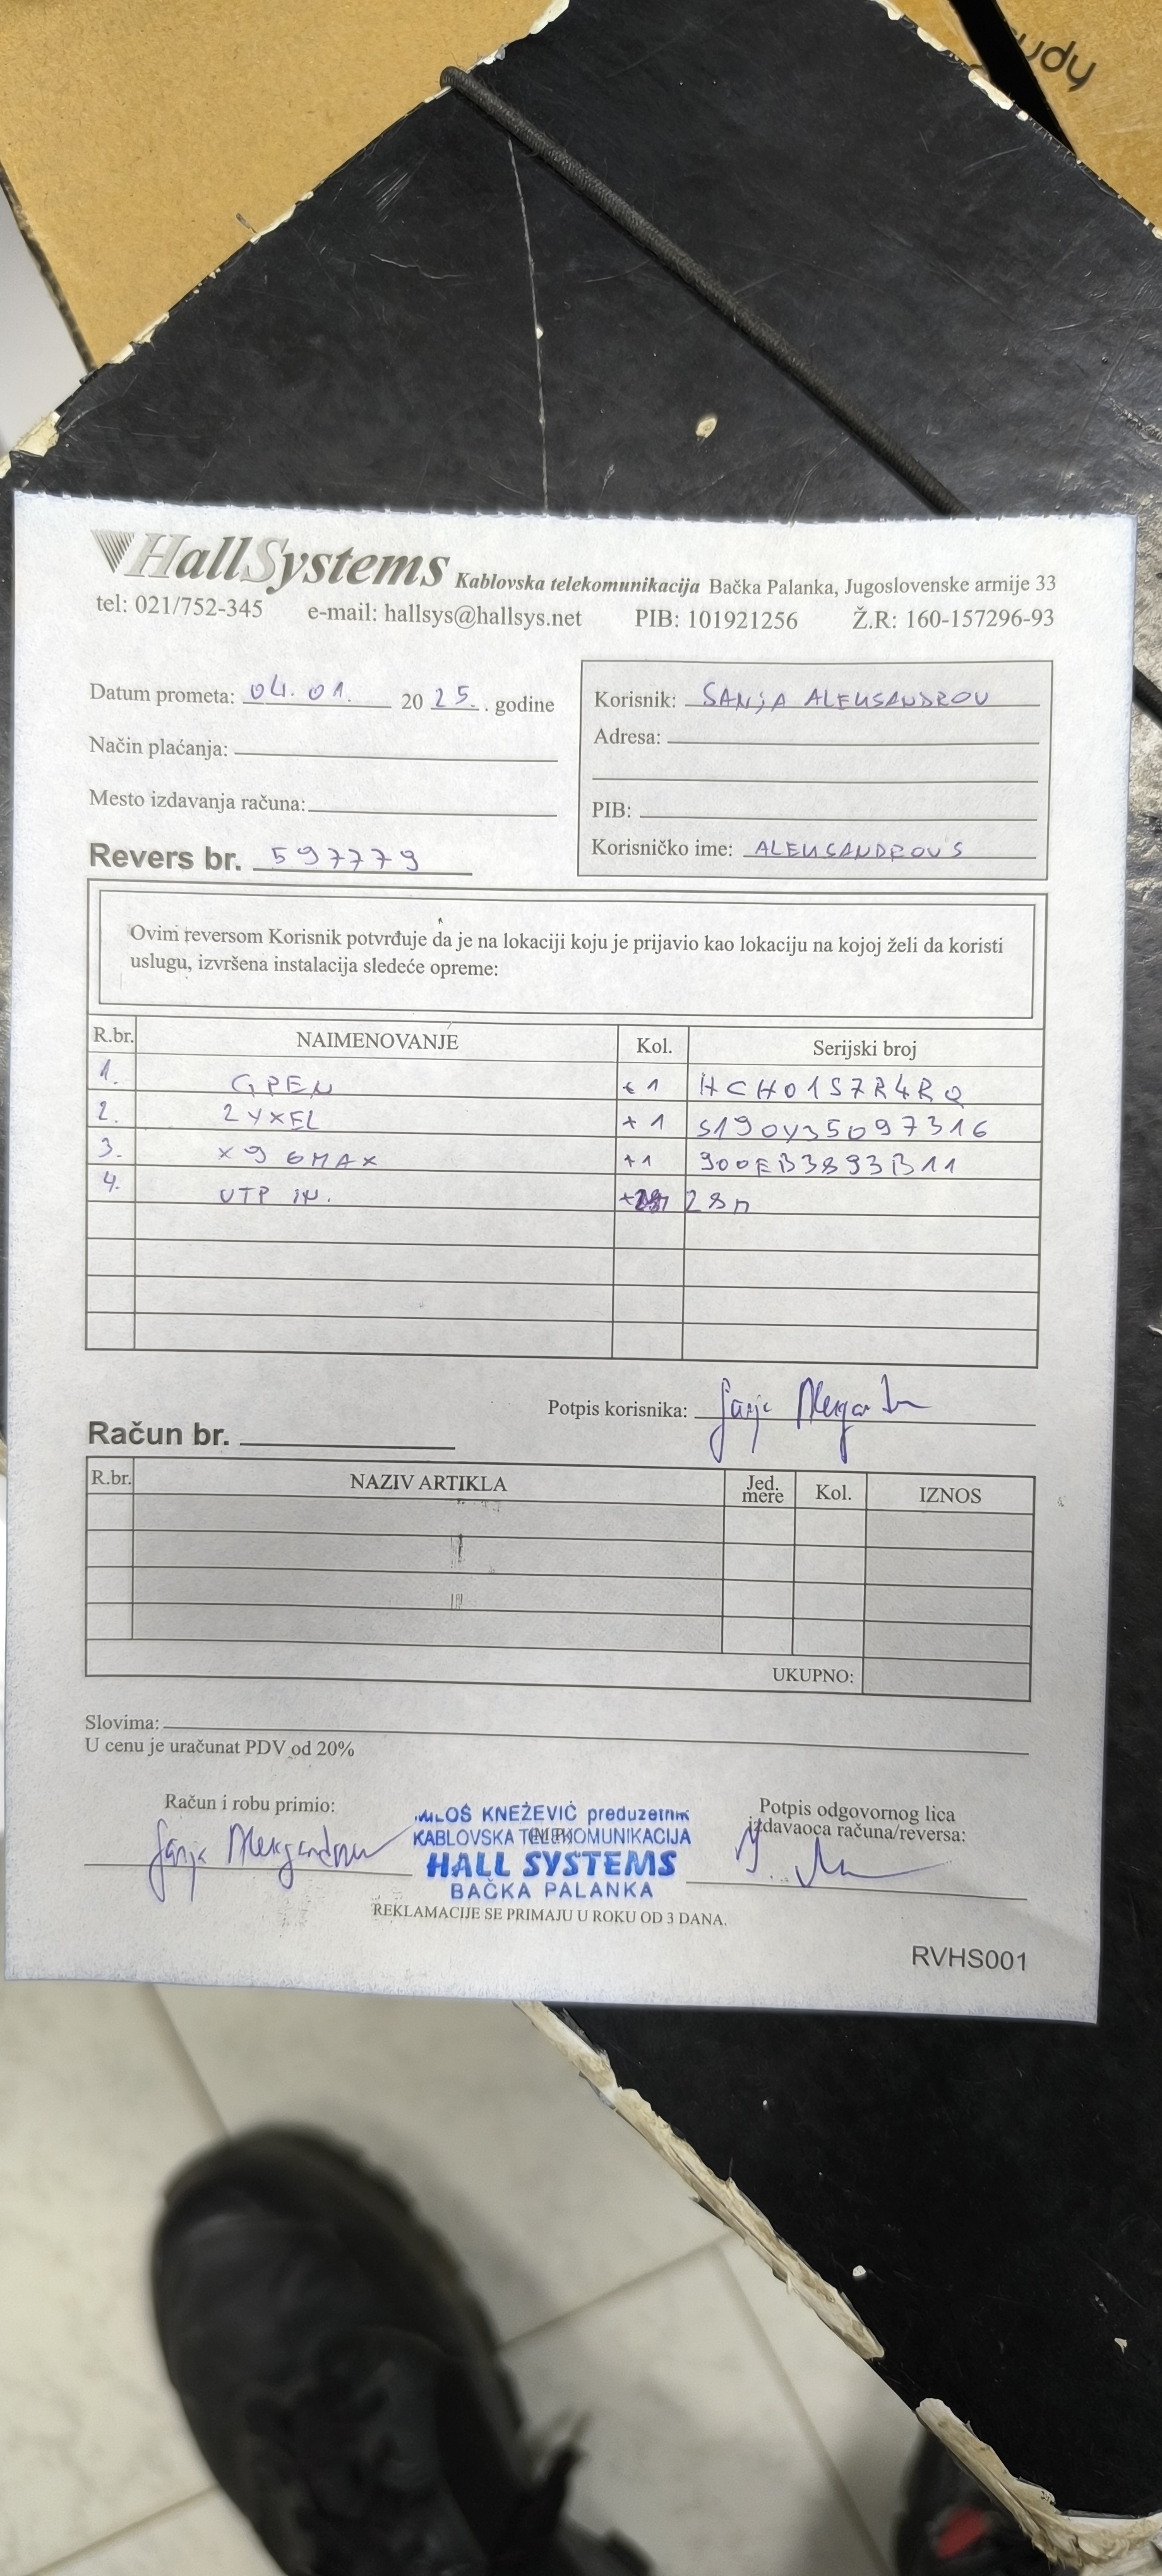 udy
HallSystems Kablovska telekomunikacija Bačka Palanka, Jugoslovenske armije 33
tel: 021/752-345 e-mail: hallsys@hallsys.net PIB: 101921256 Ž.R: 160-157296-93
Datum prometa: 04. 01. 20 25. . godine
Način plaćanja:
Mesto izdavanja računa:
Revers br. 597779
Korisnik: SANJA ALEKSANDROV
Adresa:
PIB:
Korisničko ime: ALEKSANDROVS
Ovim reversom Korisnik potvrđuje da je na lokaciji koju je prijavio kao lokaciju na kojoj želi da koristi
uslugu, izvršena instalacija sledeće opreme:
R.br. NAIMENOVANJE Kol. Serijski broj
1. GPEN +1 HCH01S7R4RQ
2. ZYXEL +1 S190Y35097316
3. X96MAX +1 900EB3893B11
4. UTP IN. 28m
Potpis korisnika:
Račun br.
R.br. NAZIV ARTIKLA Jed. mere Kol. IZNOS
UKUPNO:
Slovima:
U cenu je uračunat PDV od 20%
Račun i robu primio:
MILOŠ KNEŽEVIĆ preduzetnik
KABLOVSKA TELEKOMUNIKACIJA
HALL SYSTEMS
BAČKA PALANKA
Potpis odgovornog lica
izdavaoca računa/reversa:
REKLAMACIJE SE PRIMAJU U ROKU OD 3 DANA.
RVHS001